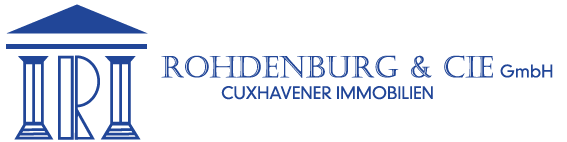 R
ROHDENBURG & CIE GmbH
CUXHAVENER IMMOBILIEN